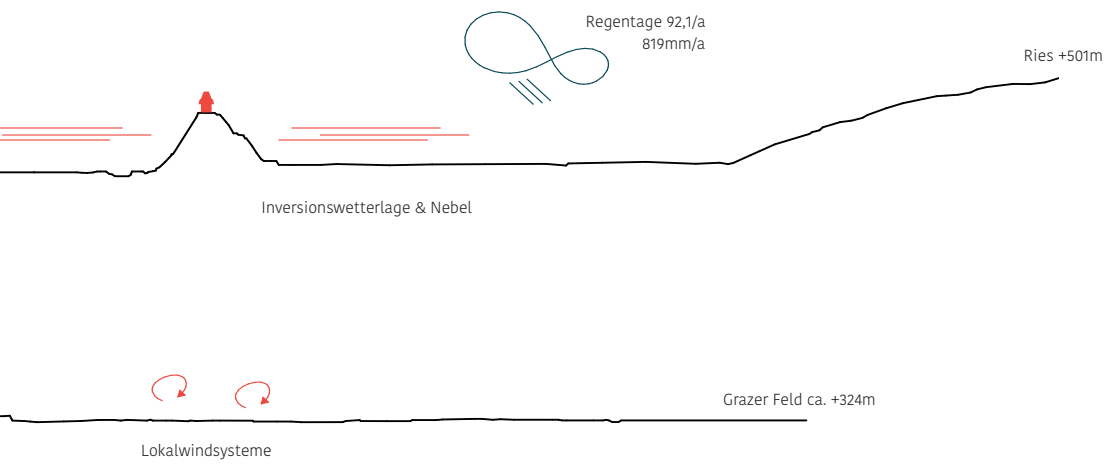 Regentage 92,1/a
819mm/a
Ries +501m
Inversionswetterlage & Nebel
Grazer Feld ca. +324m
Lokalwindsysteme